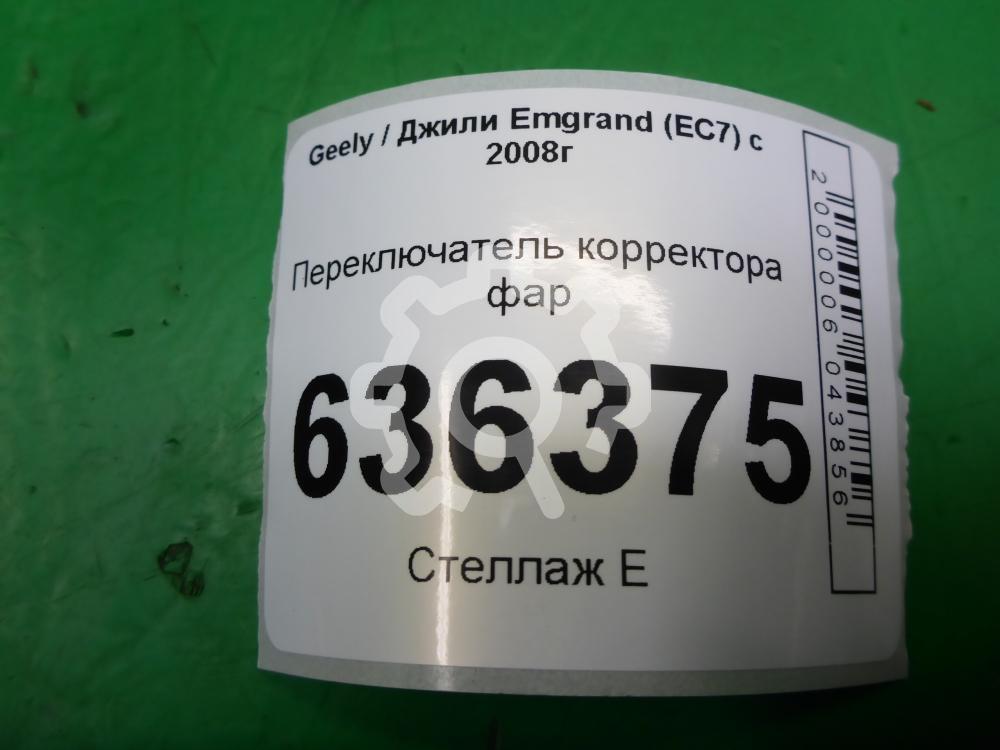 Geely / Джили Emgrand (EC7) с
2008г
Переключатель корректора
фар
636375
Стеллаж Е
2000006043856